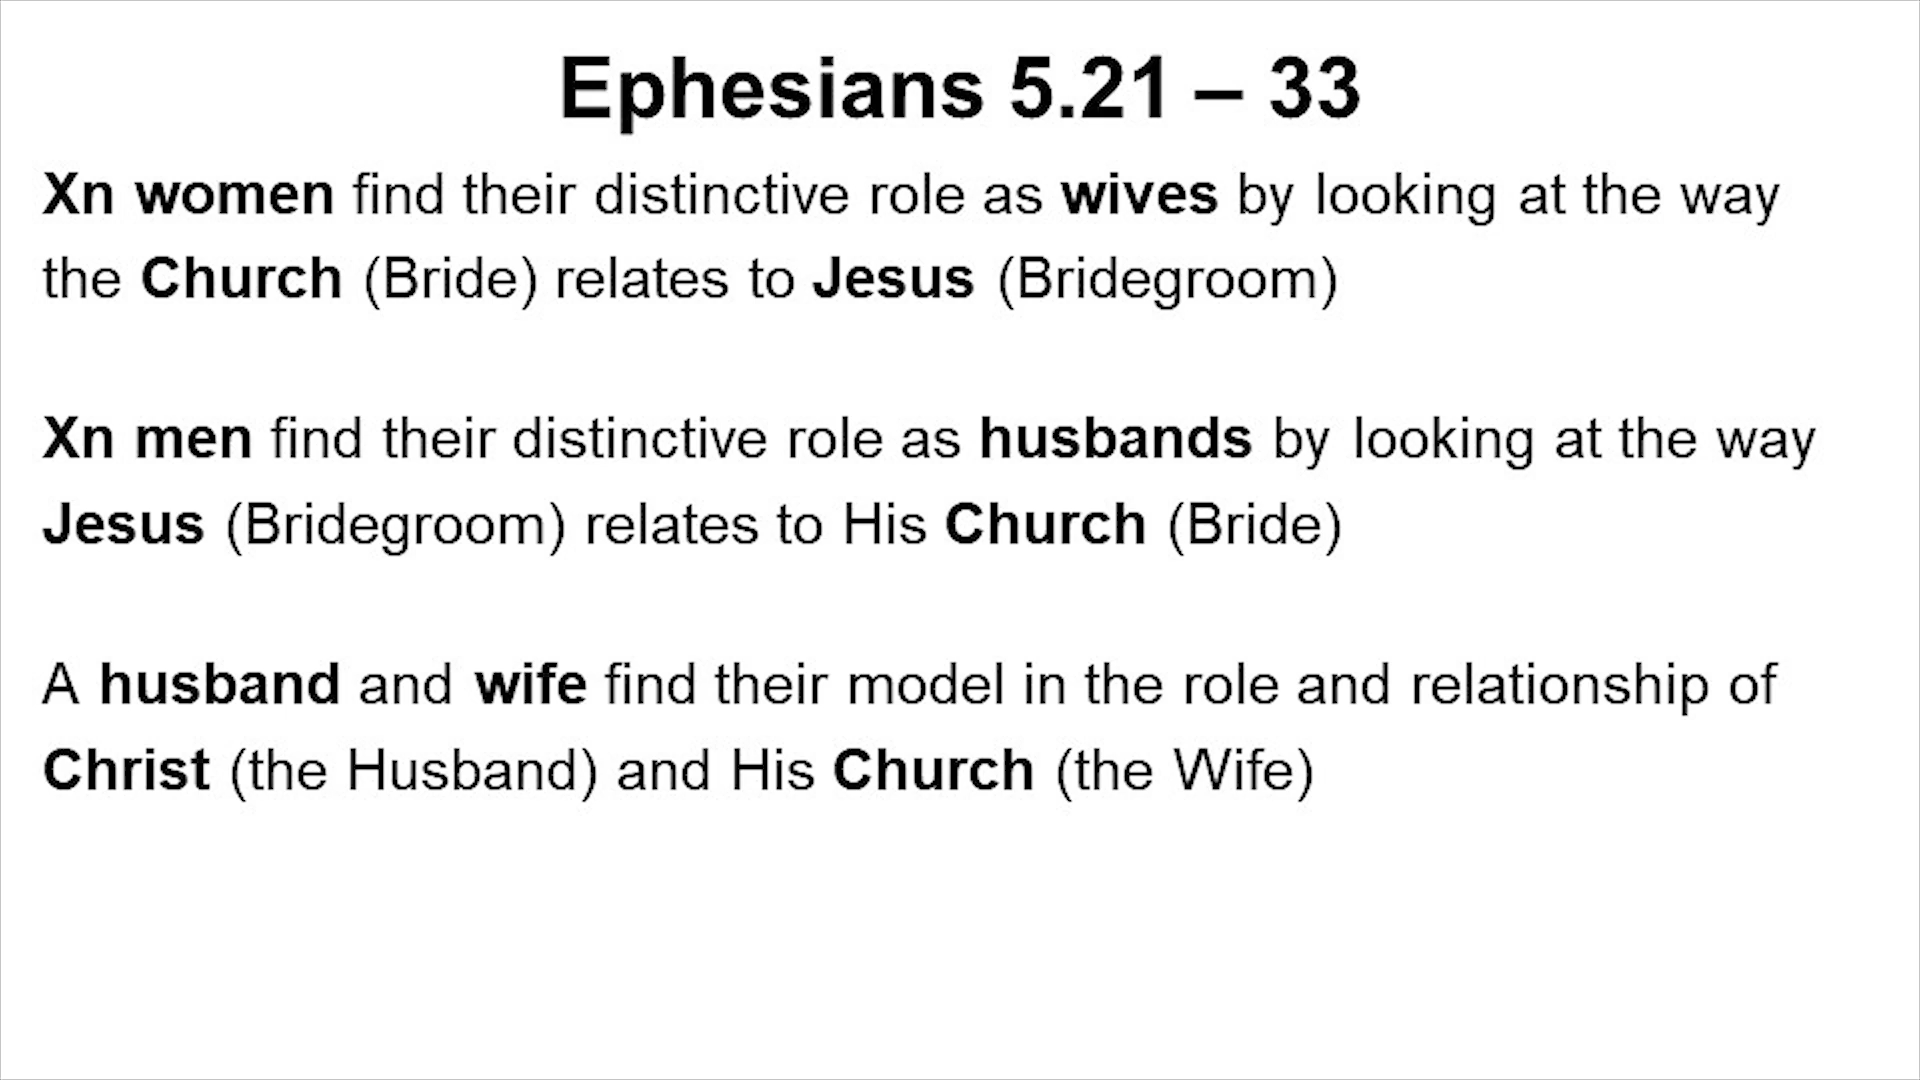 Ephesians 5.21 – 33
Xn women find their distinctive role as wives by looking at the way
the Church (Bride) relates to Jesus (Bridegroom)
Xn men find their distinctive role as husbands by looking at the way
Jesus (Bridegroom) relates to His Church (Bride)
A husband and wife find their model in the role and relationship of
Christ (the Husband) and His Church (the Wife)